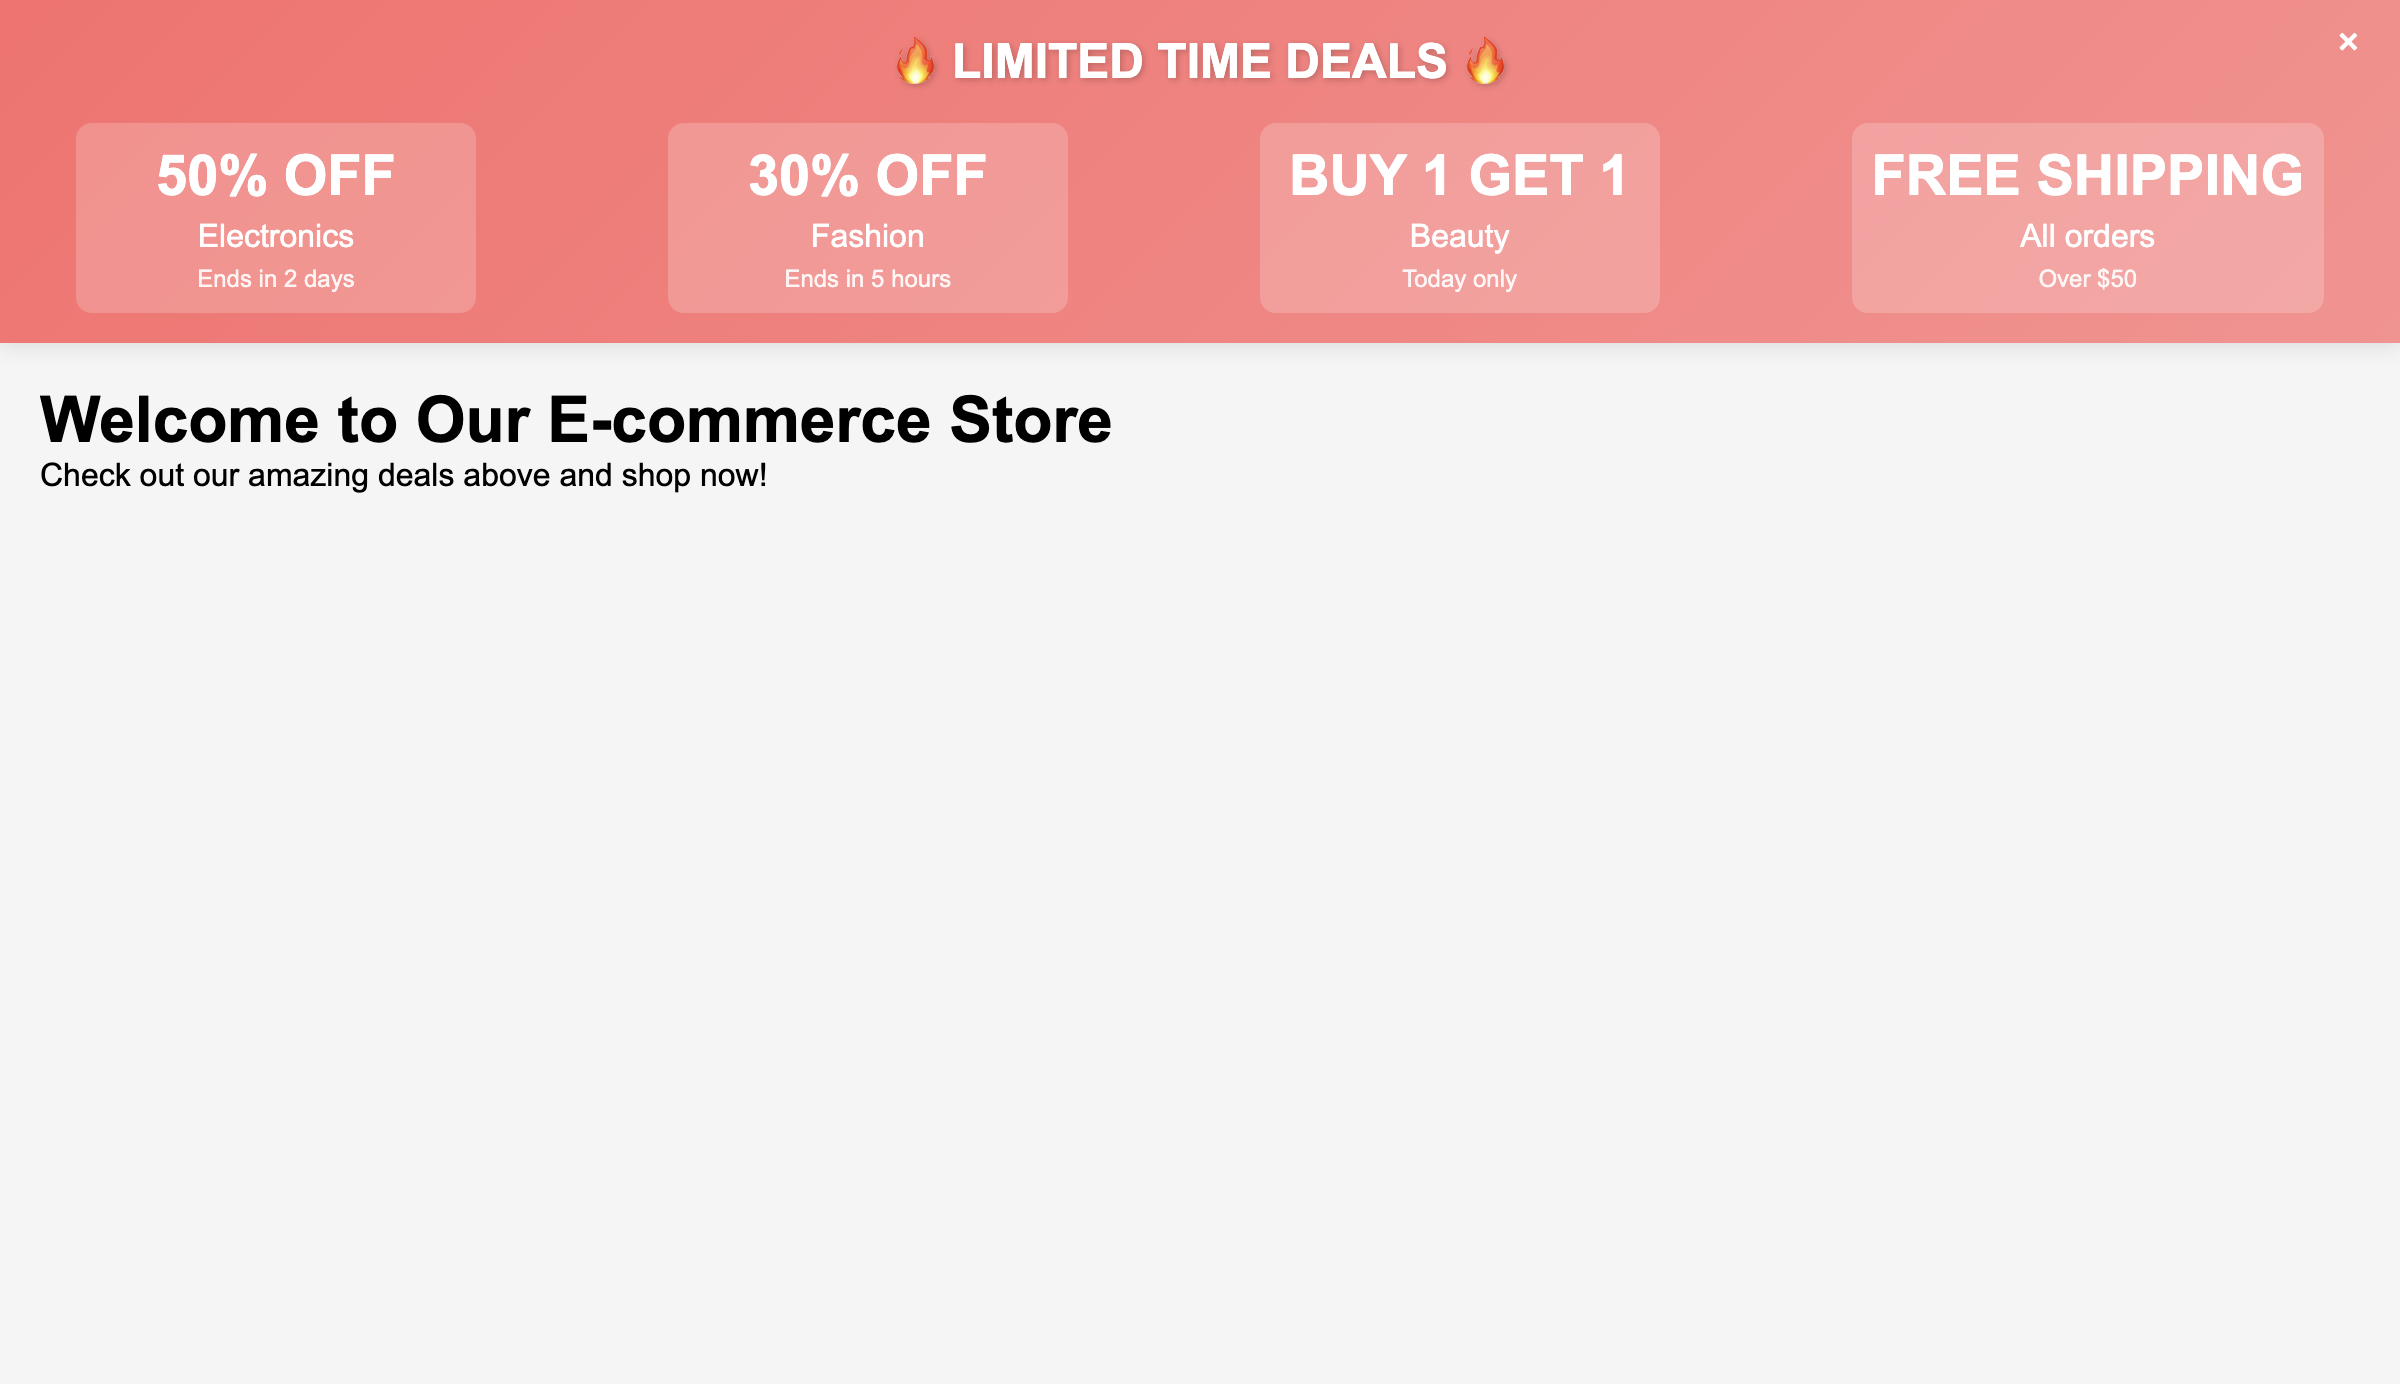 🔥 LIMITED TIME DEALS 🔥
×
50% OFF
Electronics
Ends in 2 days
30% OFF
Fashion
Ends in 5 hours
BUY 1 GET 1
Beauty
Today only
FREE SHIPPING
All orders
Over $50
Welcome to Our E-commerce Store
Check out our amazing deals above and shop now!